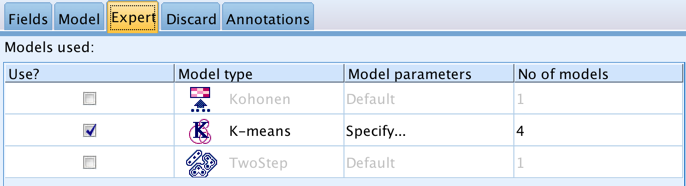 Fields Model Expert Discard Annotations
Models used:
Use? Model type Model parameters No of models
Kohonen Default 1
K-means Specify... 4
TwoStep Default 1